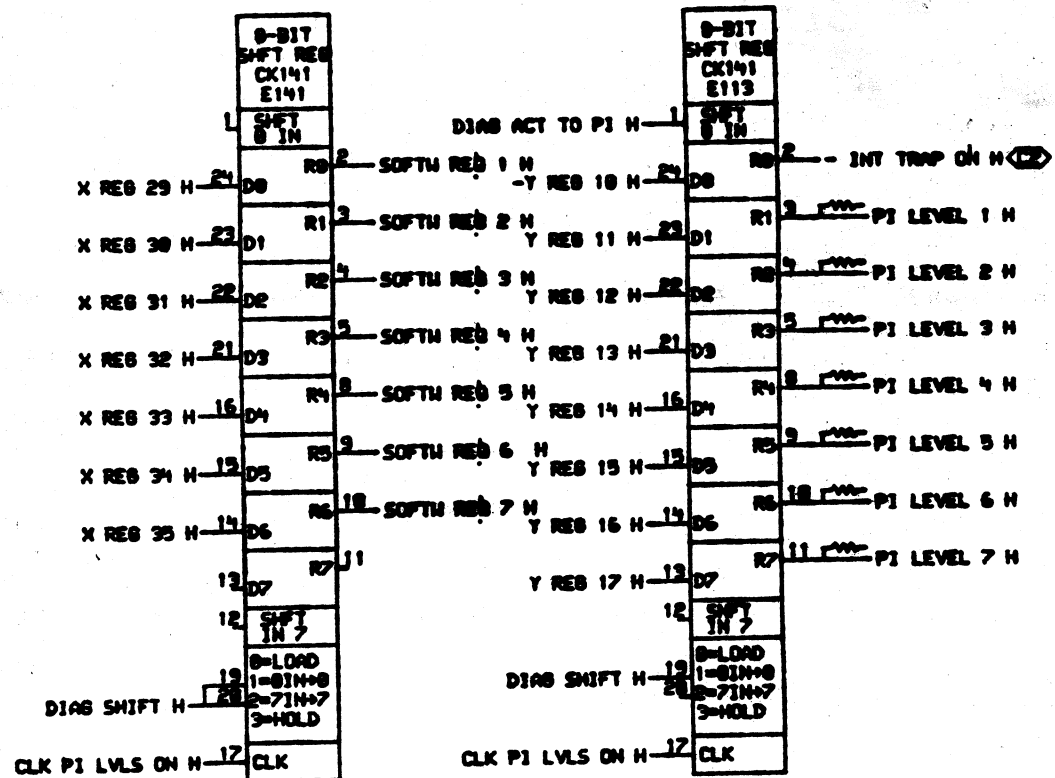 8-BIT
SHFT REG
CK141
E141
1
SHFT
0 IN
X REG 29 H 24 D0
R0 2 SOFTW REG 1 H
X REG 30 H 23 D1
R1 3 SOFTW REG 2 H
X REG 31 H 22 D2
R2 4 SOFTW REG 3 H
X REG 32 H 21 D3
R3 5 SOFTW REG 4 H
X REG 33 H 16 D4
R4 8 SOFTW REG 5 H
X REG 34 H 15 D5
R5 9 SOFTW REG 6 H
X REG 35 H 14 D6
R6 10 SOFTW REG 7 H
13 D7
R7 11
12 SHFT
IN 7
DIAG SHIFT H 19 20
0=LOAD
1=0IN→0
2=7IN→7
3=HOLD
CLK PI LVLS ON H 17 CLK
8-BIT
SHFT REG
CK141
E113
DIAG ACT TO PI H 1
SHFT
0 IN
-Y REG 10 H 24 D0
R0 2 - INT TRAP ON H
Y REG 11 H 23 D1
R1 3 PI LEVEL 1 H
Y REG 12 H 22 D2
R2 4 PI LEVEL 2 H
Y REG 13 H 21 D3
R3 5 PI LEVEL 3 H
Y REG 14 H 16 D4
R4 8 PI LEVEL 4 H
Y REG 15 H 15 D5
R5 9 PI LEVEL 5 H
Y REG 16 H 14 D6
R6 10 PI LEVEL 6 H
Y REG 17 H 13 D7
R7 11 PI LEVEL 7 H
12 SHFT
IN 7
DIAG SHIFT H 19 20
0=LOAD
1=0IN→0
2=7IN→7
3=HOLD
CLK PI LVLS ON H 17 CLK